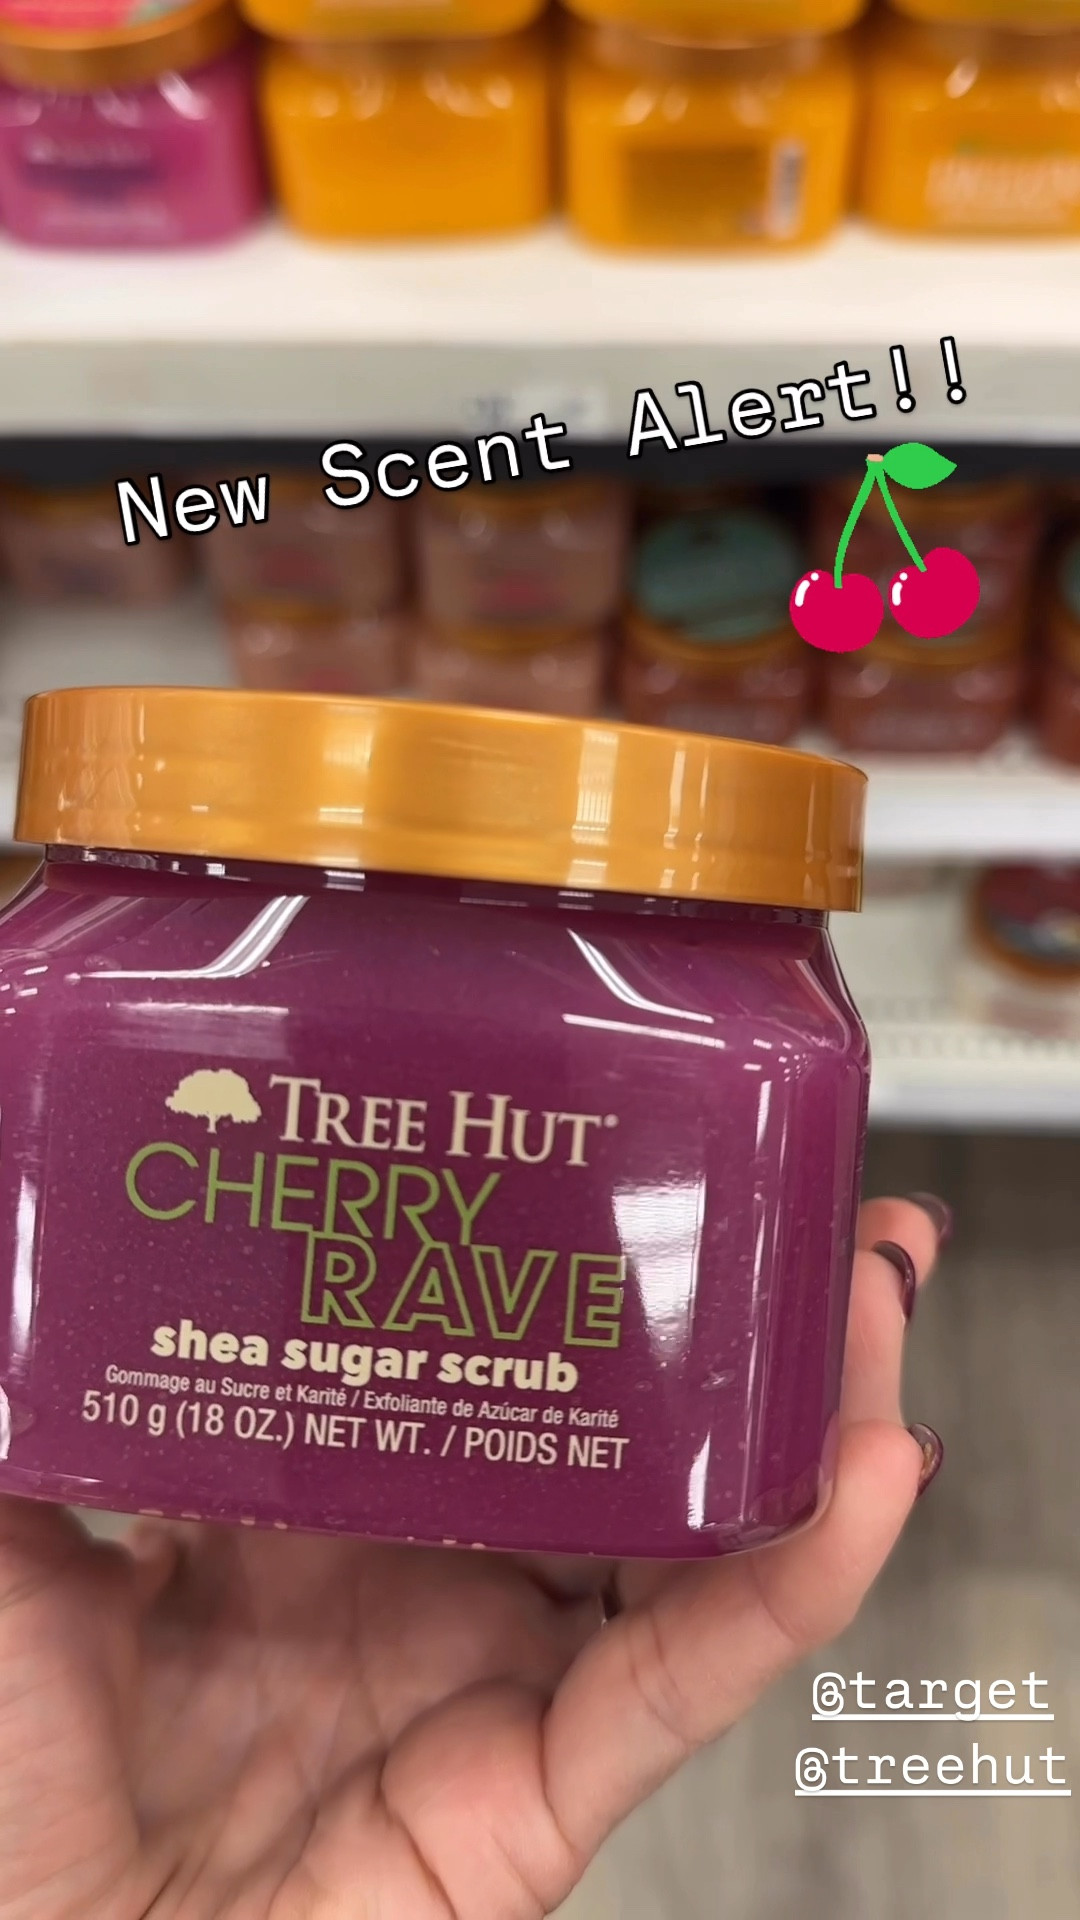 New Scent Alert!!
TREE HUT®
CHERRY
RAVE
shea sugar scrub
Gommage au Sucre et Karité / Exfoliante de Azúcar de Karité
510 g (18 OZ.) NET WT. / POIDS NET
@target
@treehut